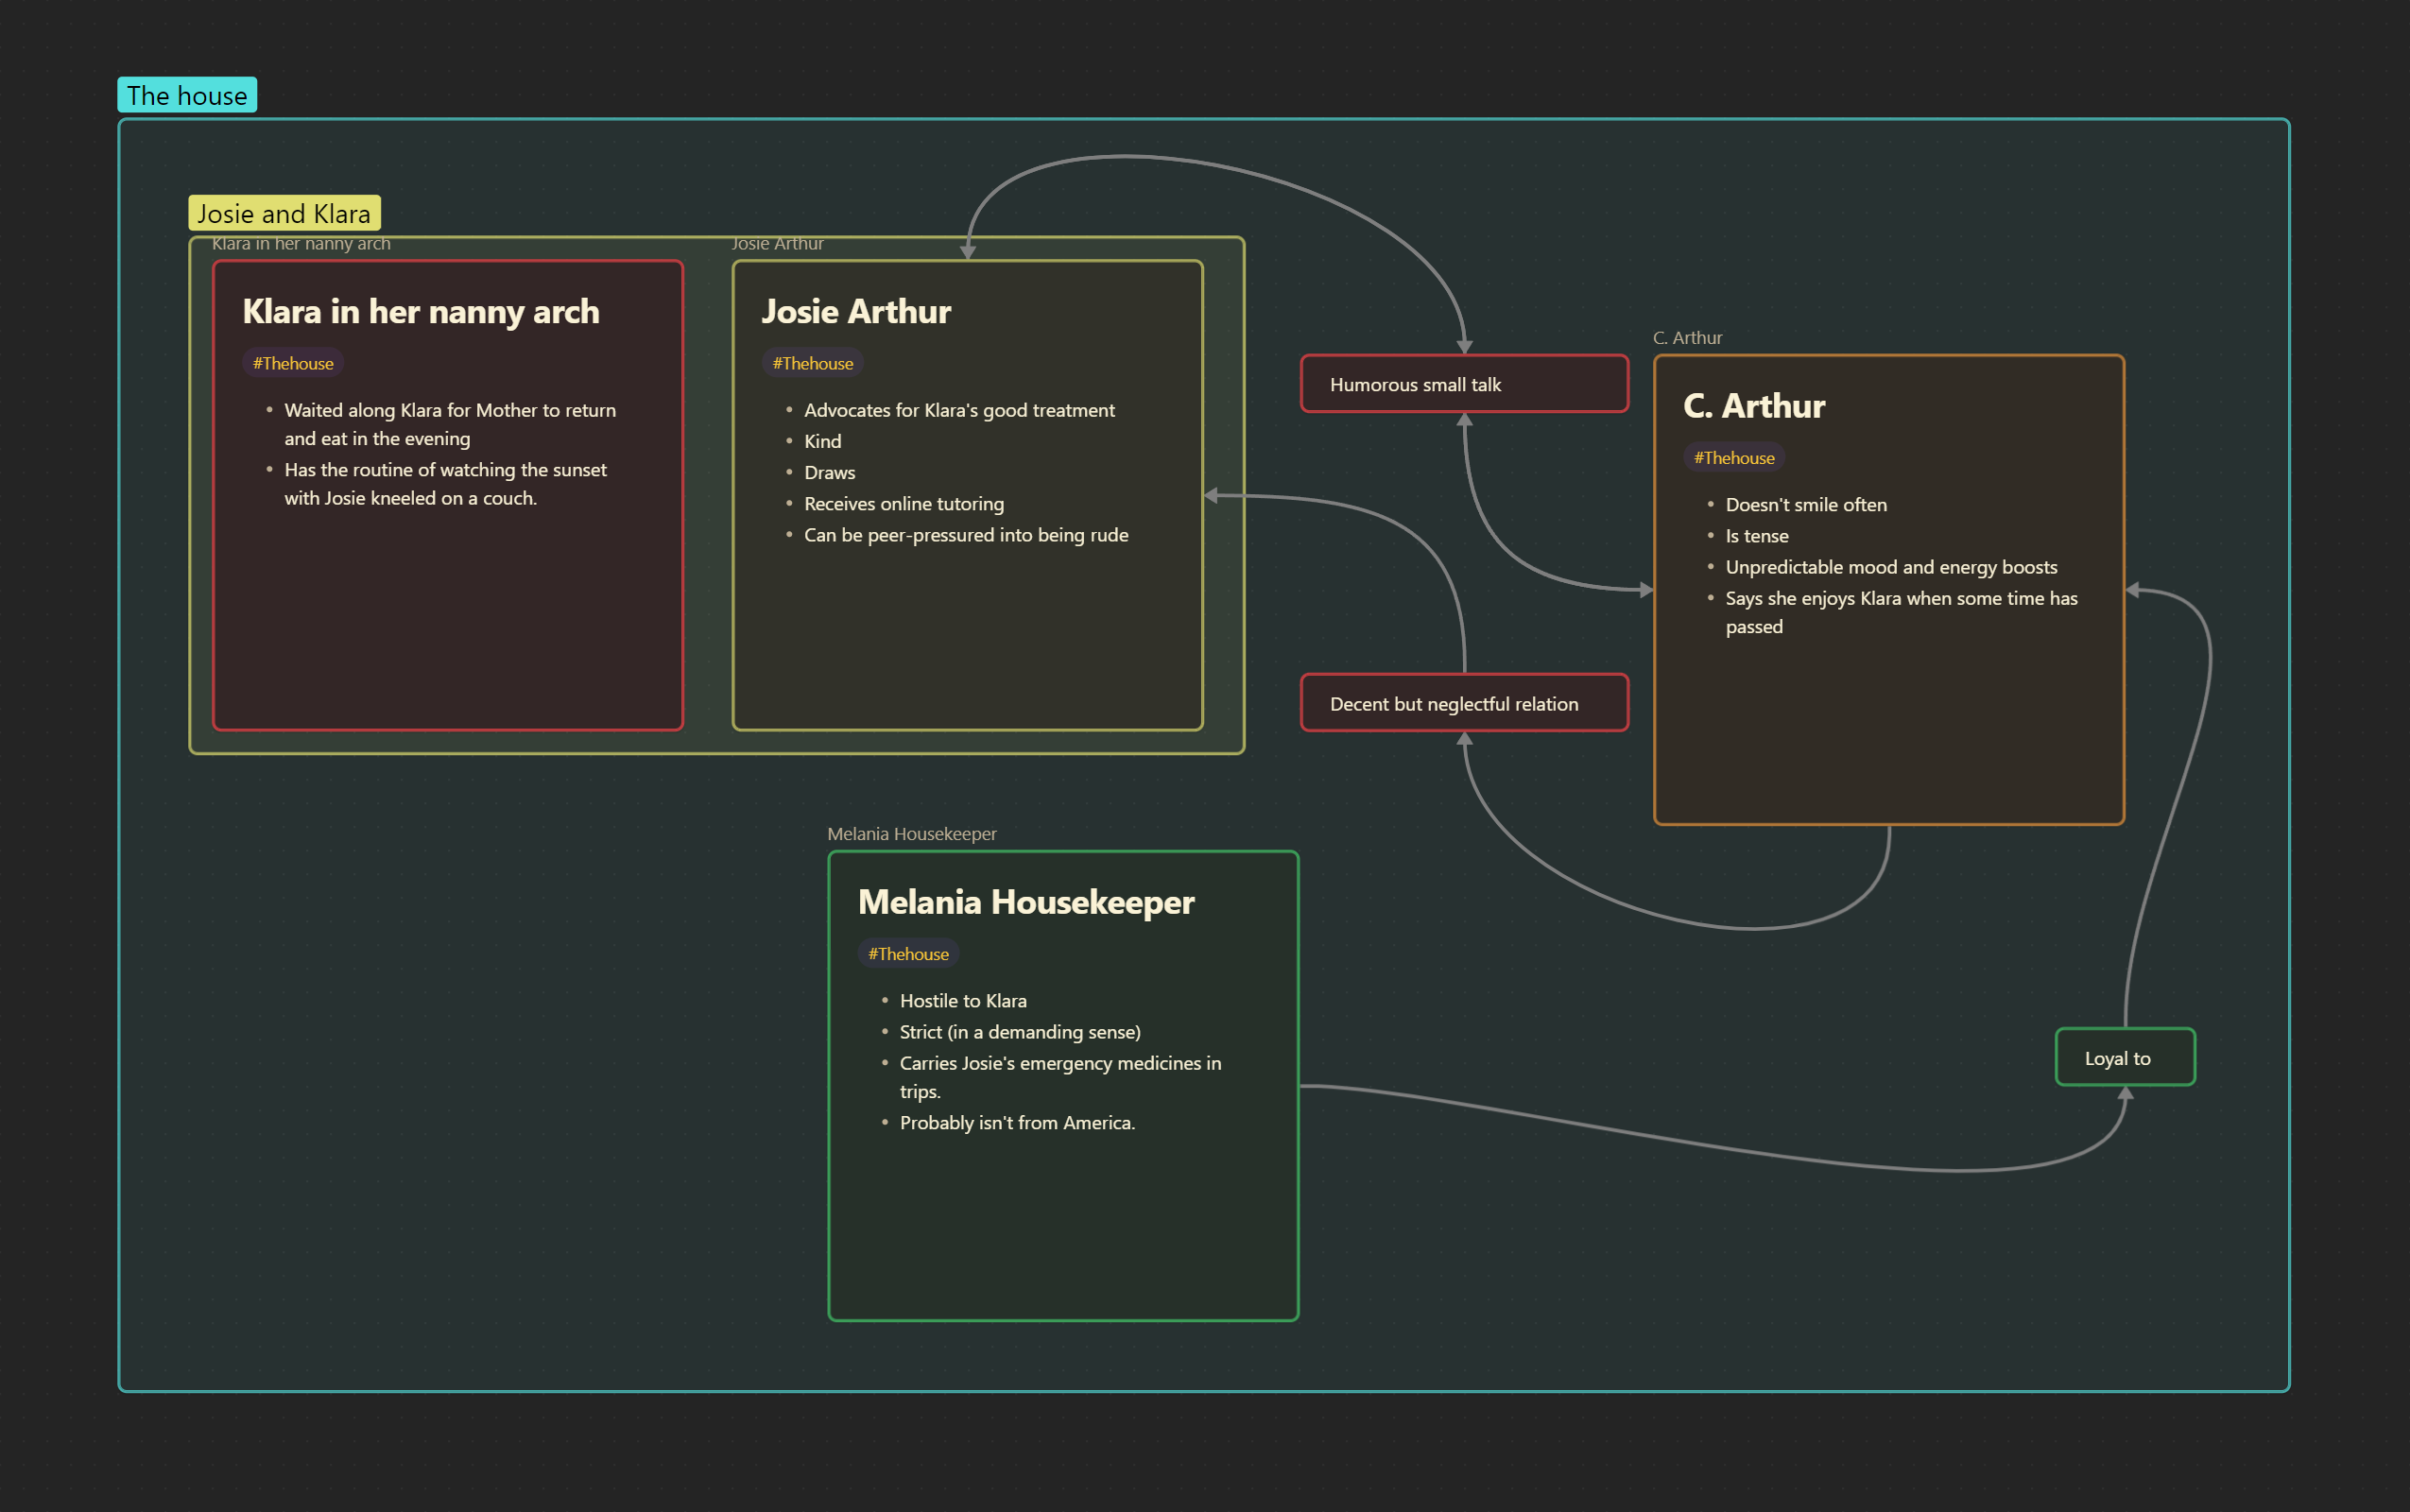 The house
Josie and Klara
Klara in her nanny arch
Klara in her nanny arch
#Thehouse
• Waited along Klara for Mother to return
and eat in the evening
• Has the routine of watching the sunset
with Josie kneeled on a couch.
Josie Arthur
Josie Arthur
#Thehouse
• Advocates for Klara's good treatment
• Kind
• Draws
• Receives online tutoring
• Can be peer-pressured into being rude
Humorous small talk
Decent but neglectful relation
C. Arthur
C. Arthur
#Thehouse
• Doesn't smile often
• Is tense
• Unpredictable mood and energy boosts
• Says she enjoys Klara when some time has
passed
Melania Housekeeper
Melania Housekeeper
#Thehouse
• Hostile to Klara
• Strict (in a demanding sense)
• Carries Josie's emergency medicines in
trips.
• Probably isn't from America.
Loyal to